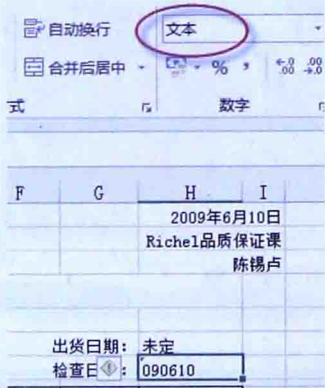 自动换行
文本
合并后居中
%
,
.00
.00
.0
式
数字
F G H I
2009年6月10日
Richel品质保证课
陈锡卢
出货日期： 未定
检查日 ： 090610